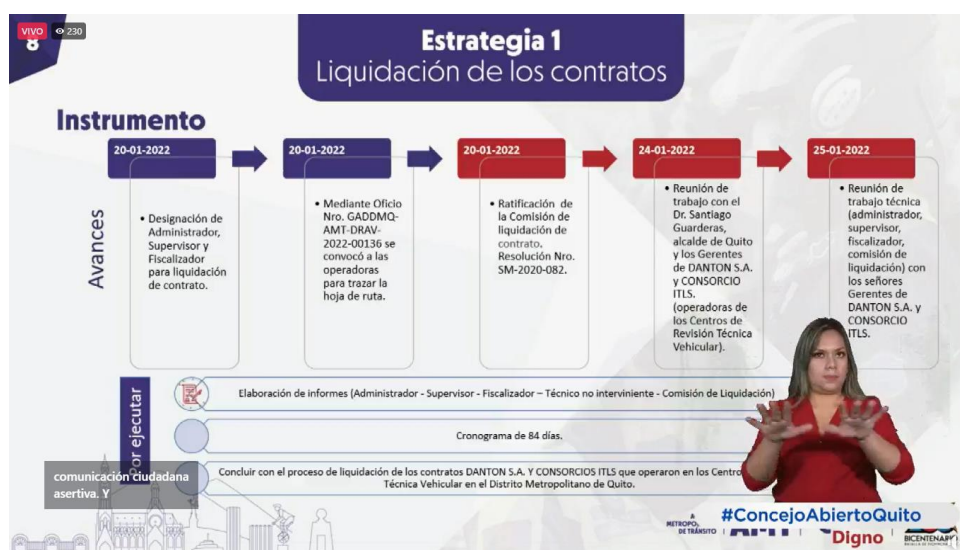 VIVO 230
8
Estrategia 1
Liquidación de los contratos
Instrumento
Avances
20-01-2022
• Designación de
Administrador,
Supervisor y
Fiscalizador
para liquidación
de contrato.
20-01-2022
• Mediante Oficio
Nro. GADDMQ-
AMT-DRAV-
2022-00136 se
convocó a las
operadoras
para trazar la
hoja de ruta.
20-01-2022
• Ratificación de
la Comisión de
liquidación de
contrato.
Resolución Nro.
SM-2020-082.
24-01-2022
• Reunión de
trabajo con el
Dr. Santiago
Guarderas,
alcalde de Quito
y los Gerentes
de DANTON S.A.
y CONSORCIO
ITLS.
(operadoras de
los Centros de
Revisión Técnica
Vehicular).
25-01-2022
• Reunión de
trabajo técnica
(administrador,
supervisor,
fiscalizador,
comisión de
liquidación) con
los señores
Gerentes de
DANTON S.A. y
CONSORCIO
ITLS.
Por ejecutar
Elaboración de informes (Administrador - Supervisor - Fiscalizador – Técnico no interviniente - Comisión de Liquidación)
Cronograma de 84 días.
Concluir con el proceso de liquidación de los contratos DANTON S.A. Y CONSORCIOS ITLS que operaron en los Centro
Técnica Vehicular en el Distrito Metropolitano de Quito.
comunicación ciudadana
asertiva. Y
#ConcejoAbiertoQuito
METROPO
DE TRÁNSITO
Digno
BICENTENARIO